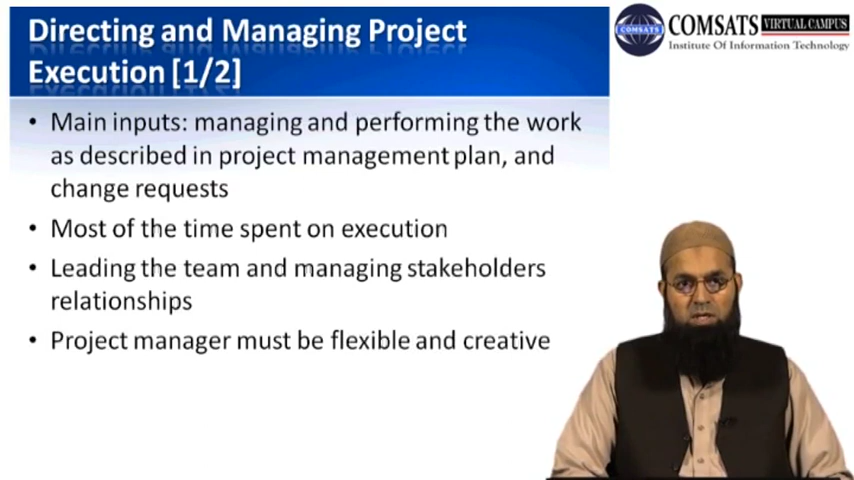 Directing and Managing Project
Execution [1/2]
COMSATS
COMSATS VIRTUAL CAMPUS
Institute Of Information Technology
• Main inputs: managing and performing the work
as described in project management plan, and
change requests
• Most of the time spent on execution
• Leading the team and managing stakeholders
relationships
• Project manager must be flexible and creative